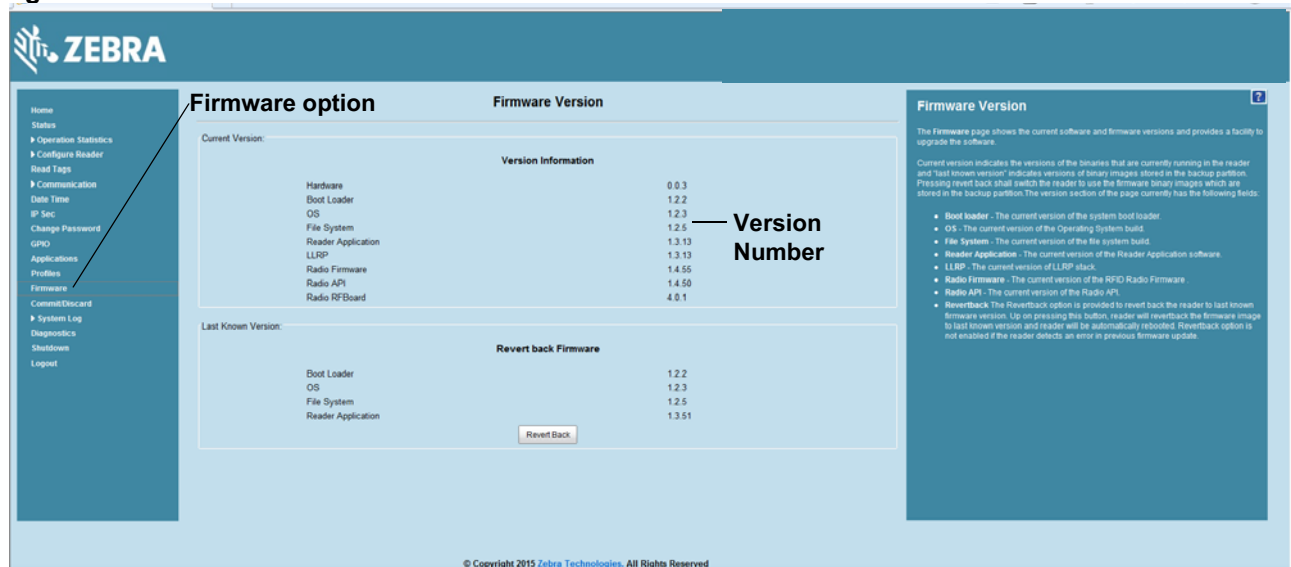 ZEBRA
Home
Status
Operation Statistics
Configure Reader
Read Tags
Communication
Date Time
IP Sec
Change Password
GPIO
Applications
Profiles
Firmware
Commit/Discard
System Log
Diagnostics
Shutdown
Logout
Firmware option
Firmware Version
Current Version:
Version Information
Hardware 0.0.3
Boot Loader 1.2.2
OS 1.2.3
File System 1.2.5
Reader Application 1.3.13
LLRP 1.3.13
Radio Firmware 1.4.55
Radio API 1.4.50
Radio RFBoard 4.0.1
Version
Number
Last Known Version:
Revert back Firmware
Boot Loader 1.2.2
OS 1.2.3
File System 1.2.5
Reader Application 1.3.51
Revert Back
?
Firmware Version
The Firmware page shows the current software and firmware versions and provides a facility to
upgrade the software.
Current version indicates the versions of the binaries that are currently running in the reader
and "last known version" indicates versions of binary images stored in the backup partition.
Pressing revert back shall switch the reader to use the firmware binary images which are
stored in the backup partition.The version section of the page currently has the following fields:
Boot loader - The current version of the system boot loader.
OS - The current version of the Operating System build.
File System - The current version of the file system build.
Reader Application - The current version of the Reader Application software.
LLRP - The current version of LLRP stack.
Radio Firmware - The current version of the RFID Radio Firmware.
Radio API - The current version of the Radio API.
Revertback The Revertback option is provided to revert back the reader to last known
firmware version. Up on pressing this button, reader will revertback the firmware image
to last known version and reader will be automatically rebooted. Revertback option is
not enabled if the reader detects an error in previous firmware update.
© Copyright 2015 Zebra Technologies. All Rights Reserved